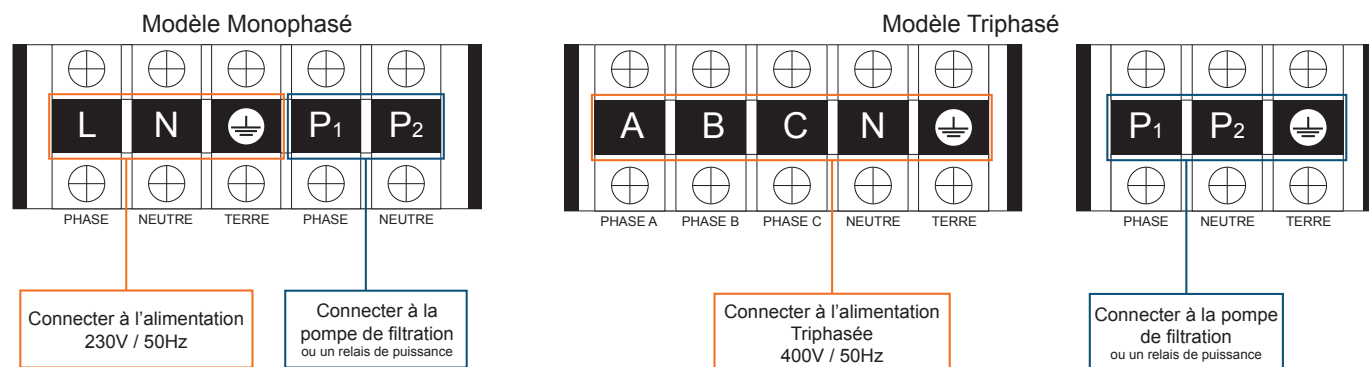 Modèle Monophasé
L N P1 P2
PHASE NEUTRE TERRE PHASE NEUTRE
Connecter à l’alimentation
230V / 50Hz
Connecter à la
pompe de filtration
ou un relais de puissance
Modèle Triphasé
A B C N
PHASE A PHASE B PHASE C NEUTRE TERRE
Connecter à l’alimentation
Triphasée
400V / 50Hz
P1 P2
PHASE NEUTRE TERRE
Connecter à la pompe
de filtration
ou un relais de puissance